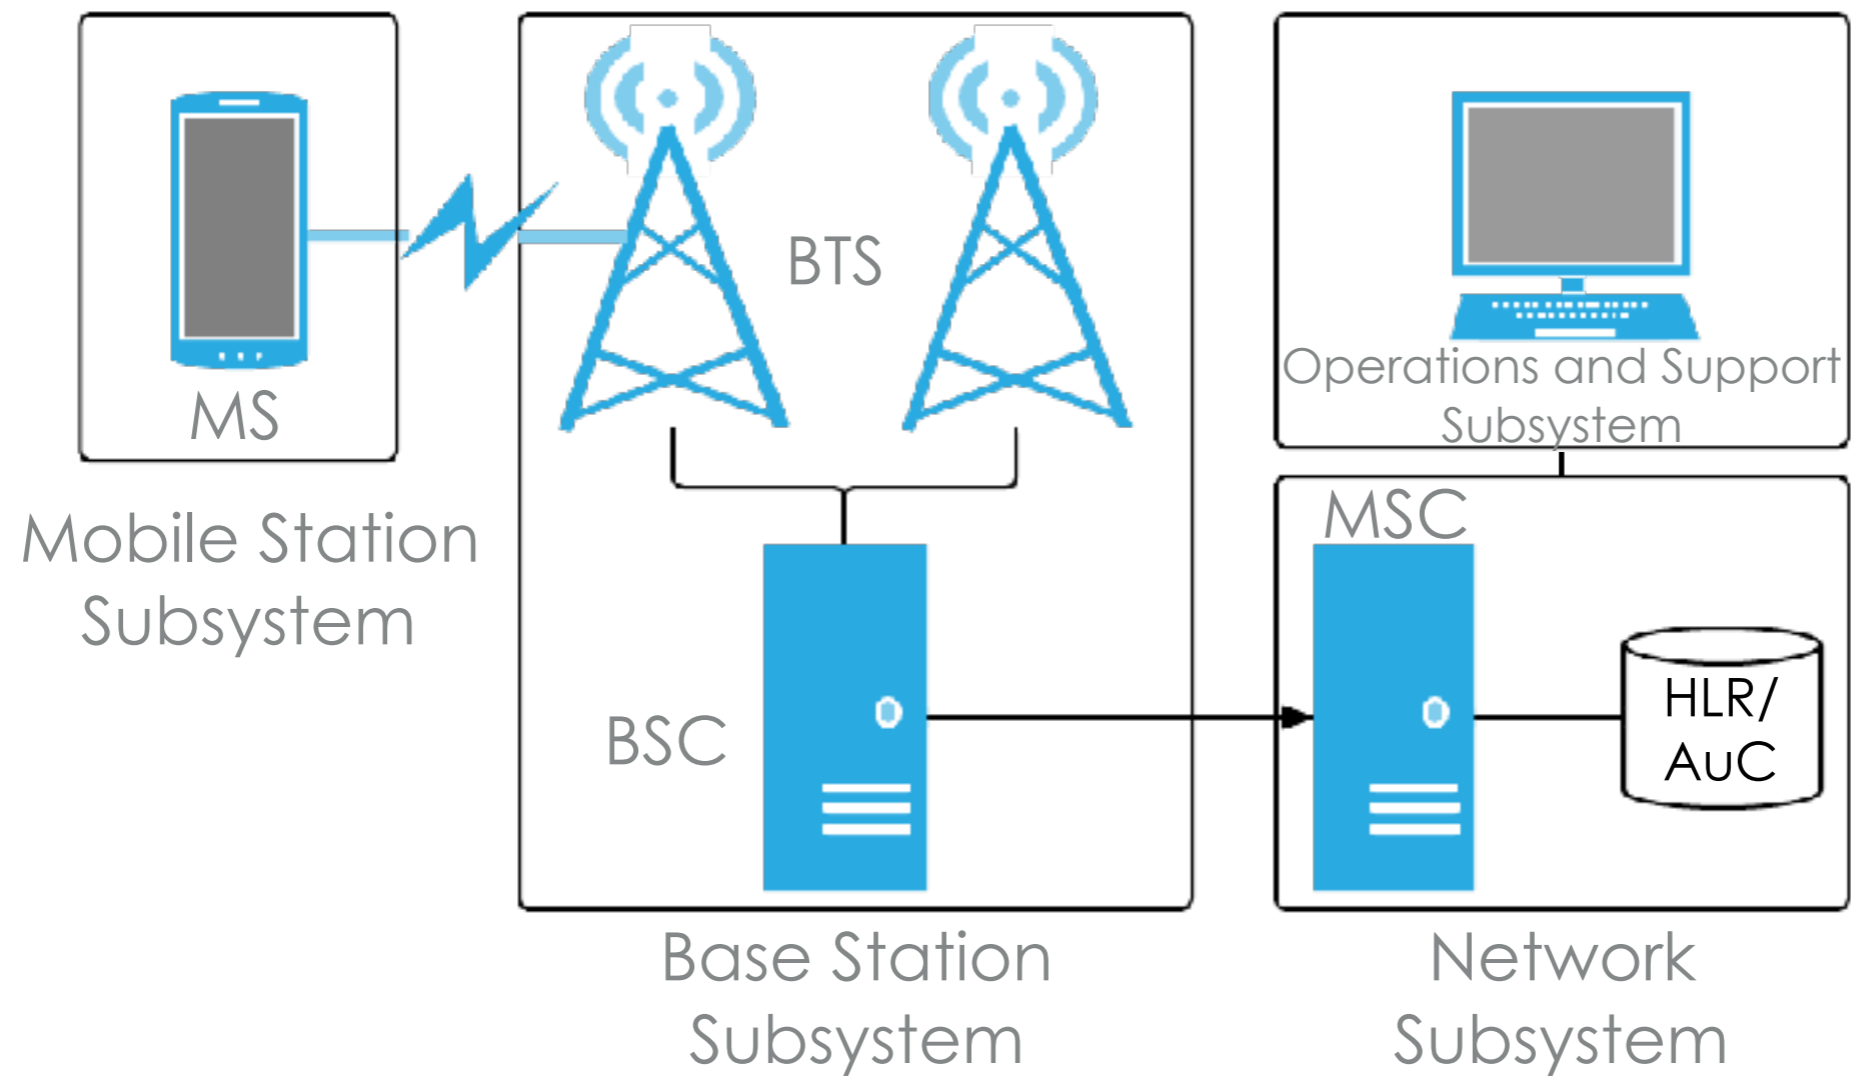 MS
Mobile Station
Subsystem
BTS
BSC
Base Station
Subsystem
Operations and Support
Subsystem
MSC
HLR/
AuC
Network
Subsystem